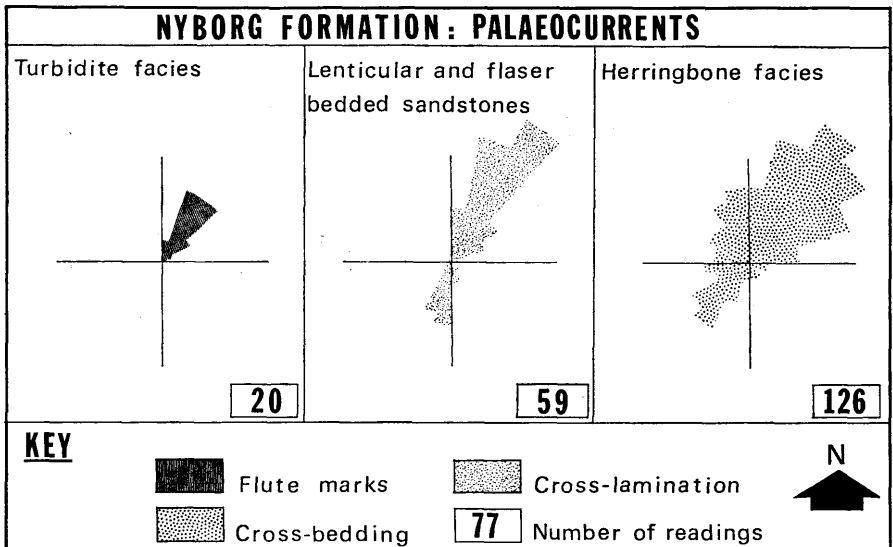 NYBORG FORMATION: PALAEOCURRENTS
Turbidite facies
20
Lenticular and flaser
bedded sandstones
59
Herringbone facies
126
KEY
Flute marks
Cross-lamination
Cross-bedding
77 Number of readings
N